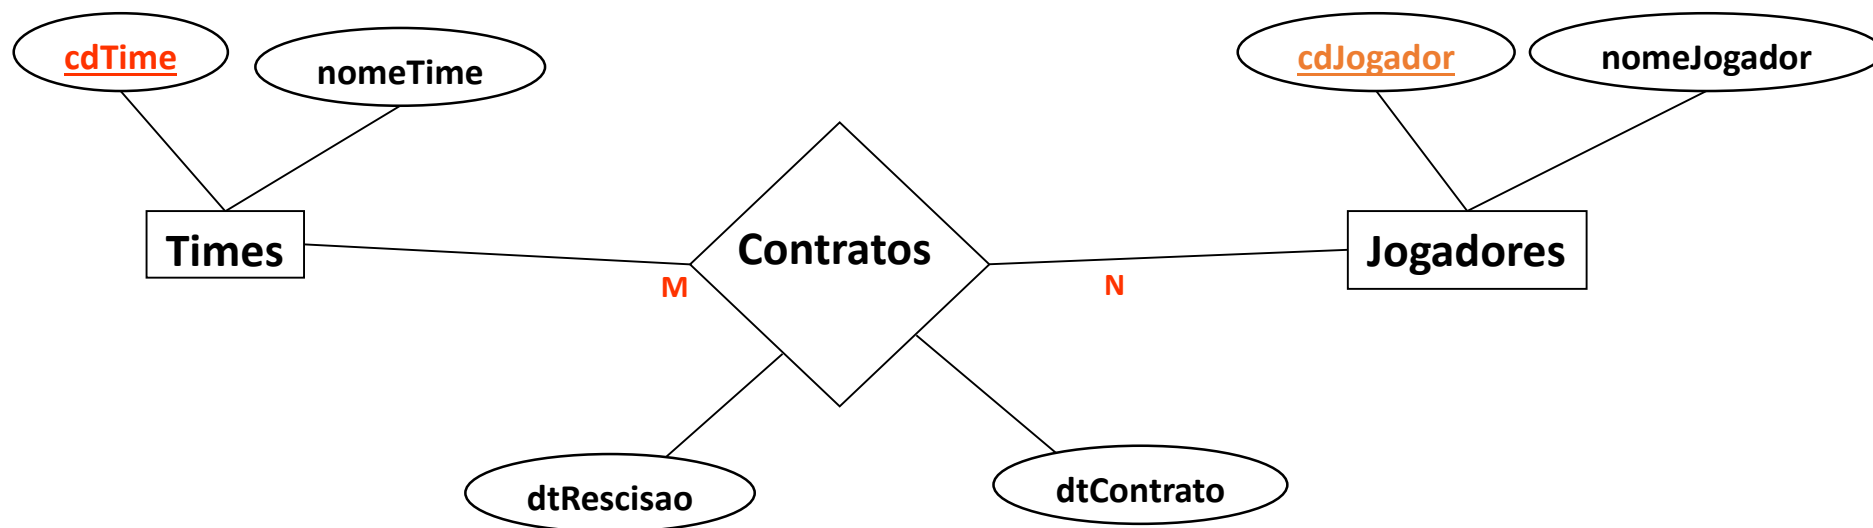 cdTime
nomeTime
cdJogador
nomeJogador
Times
Contratos
Jogadores
M
N
dtRescisao
dtContrato